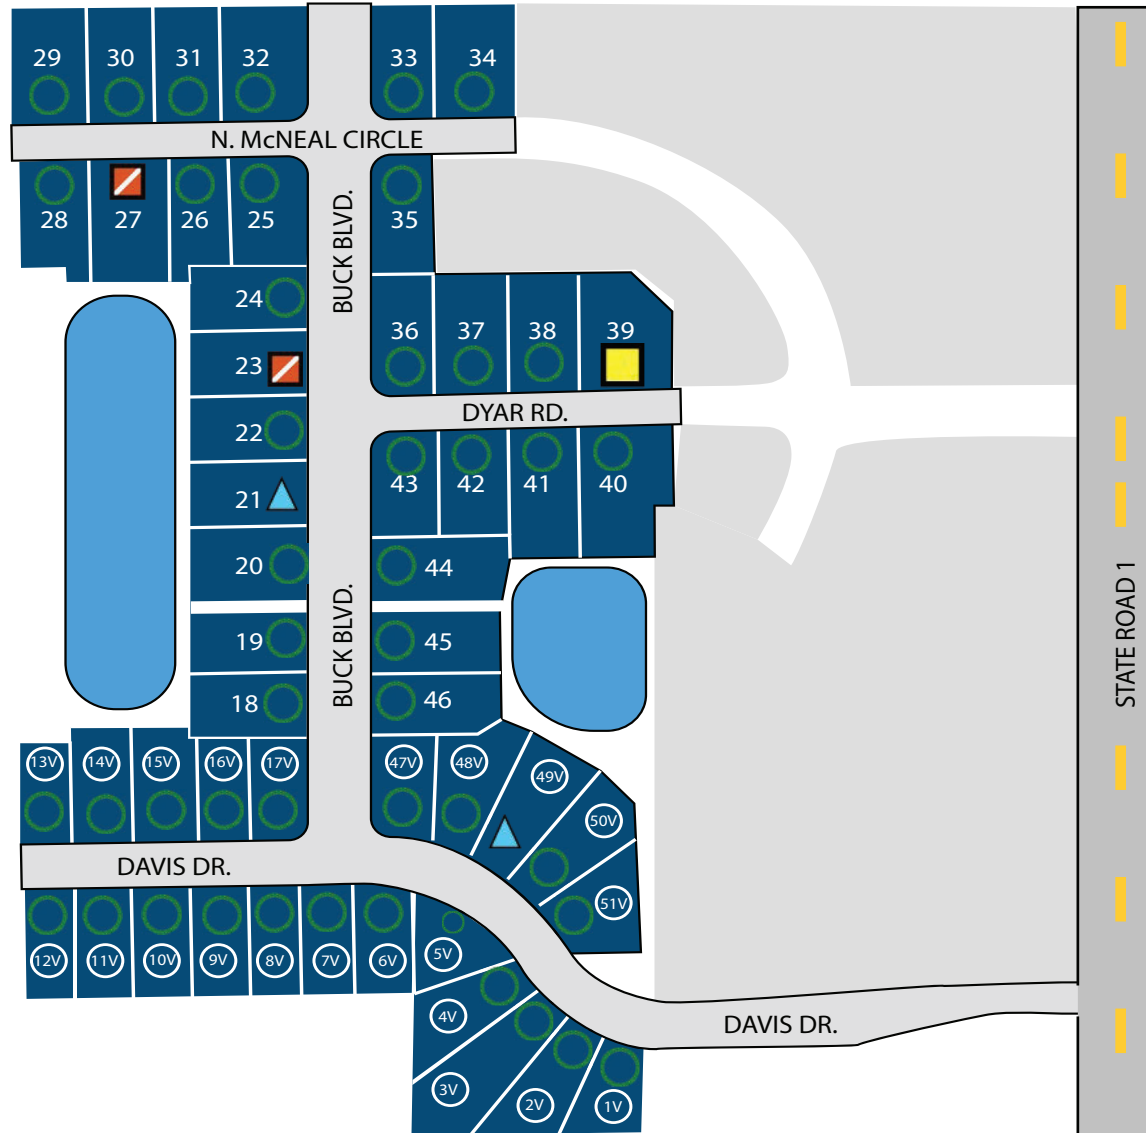 29
30
31
32
33
34
N. McNEAL CIRCLE
28
27
26
25
35
BUCK BLVD.
24
36
37
38
39
23
DYAR RD.
22
43
42
41
40
21
20
44
BUCK BLVD.
STATE ROAD 1
19
45
18
46
13V
14V
15V
16V
17V
47V
48V
49V
50V
DAVIS DR.
51V
12V
11V
10V
9V
8V
7V
6V
5V
4V
DAVIS DR.
3V
2V
1V